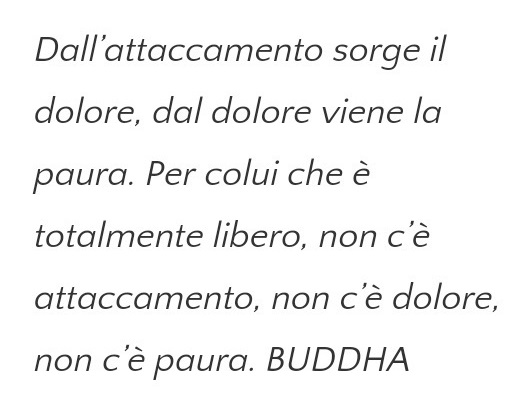 Dall’attaccamento sorge il
dolore, dal dolore viene la
paura. Per colui che è
totalmente libero, non c’è
attaccamento, non c’è dolore,
non c’è paura. BUDDHA